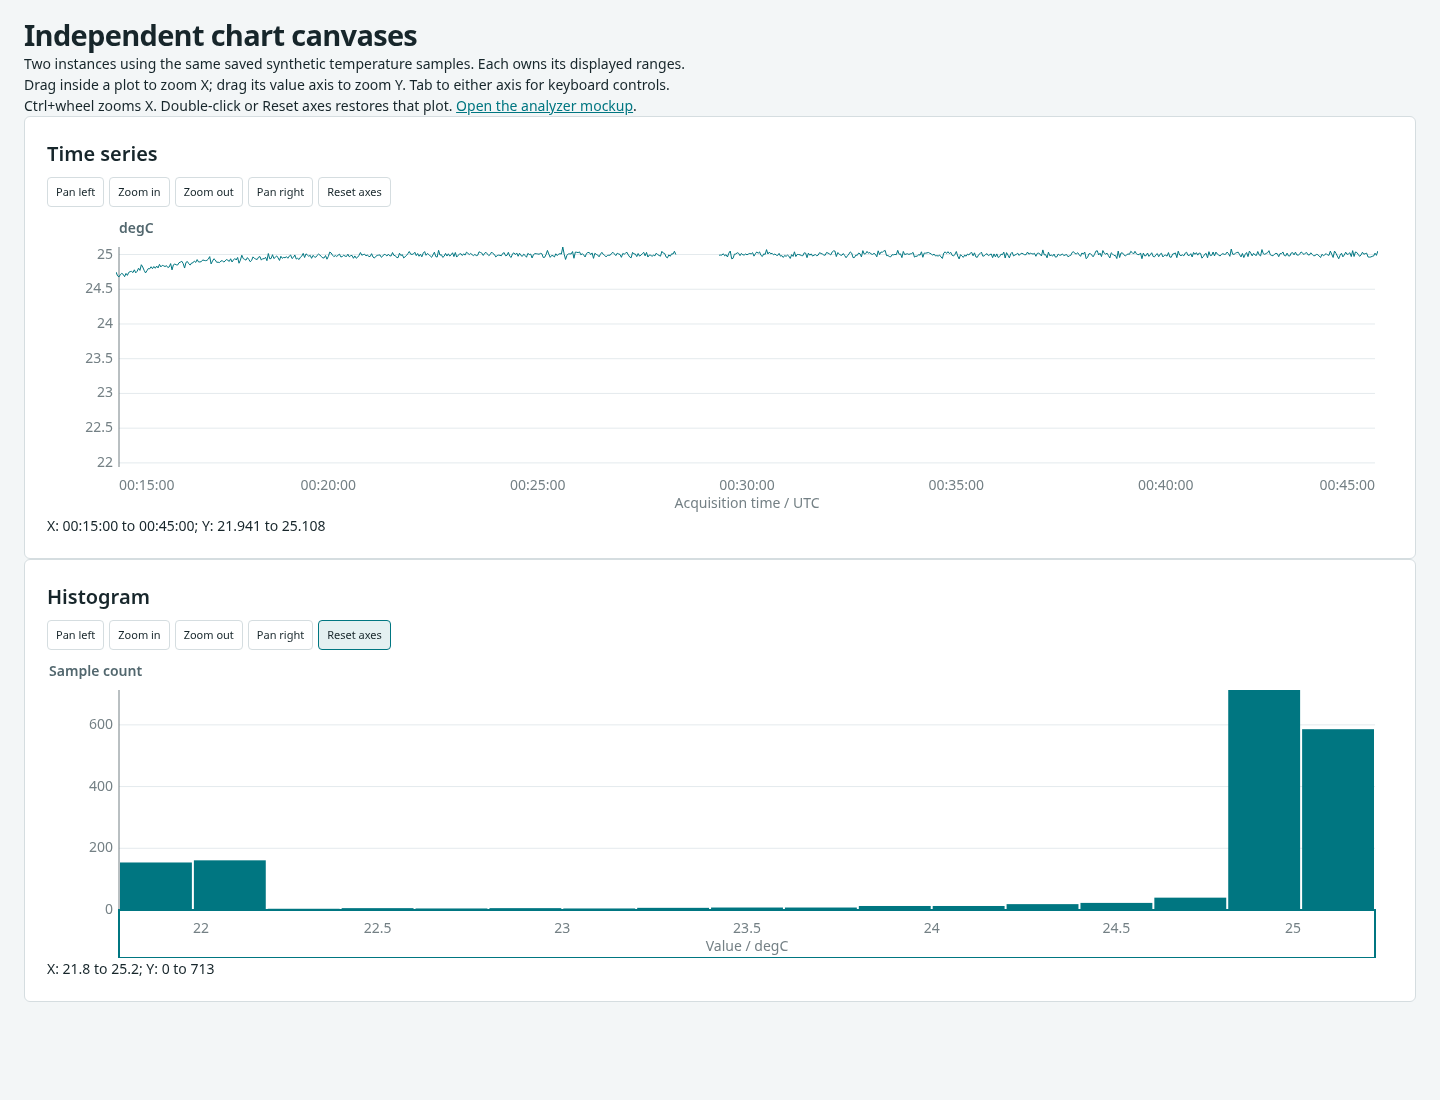 Independent chart canvases
Two instances using the same saved synthetic temperature samples. Each owns its displayed ranges.
Drag inside a plot to zoom X; drag its value axis to zoom Y. Tab to either axis for keyboard controls.
Ctrl+wheel zooms X. Double-click or Reset axes restores that plot. Open the analyzer mockup.
Time series
Pan left Zoom in Zoom out Pan right Reset axes
degC
25
24.5
24
23.5
23
22.5
22
00:15:00 00:20:00 00:25:00 00:30:00 00:35:00 00:40:00 00:45:00
Acquisition time / UTC
X: 00:15:00 to 00:45:00; Y: 21.941 to 25.108
Histogram
Pan left Zoom in Zoom out Pan right Reset axes
Sample count
600
400
200
0
22 22.5 23 23.5 24 24.5 25
Value / degC
X: 21.8 to 25.2; Y: 0 to 713